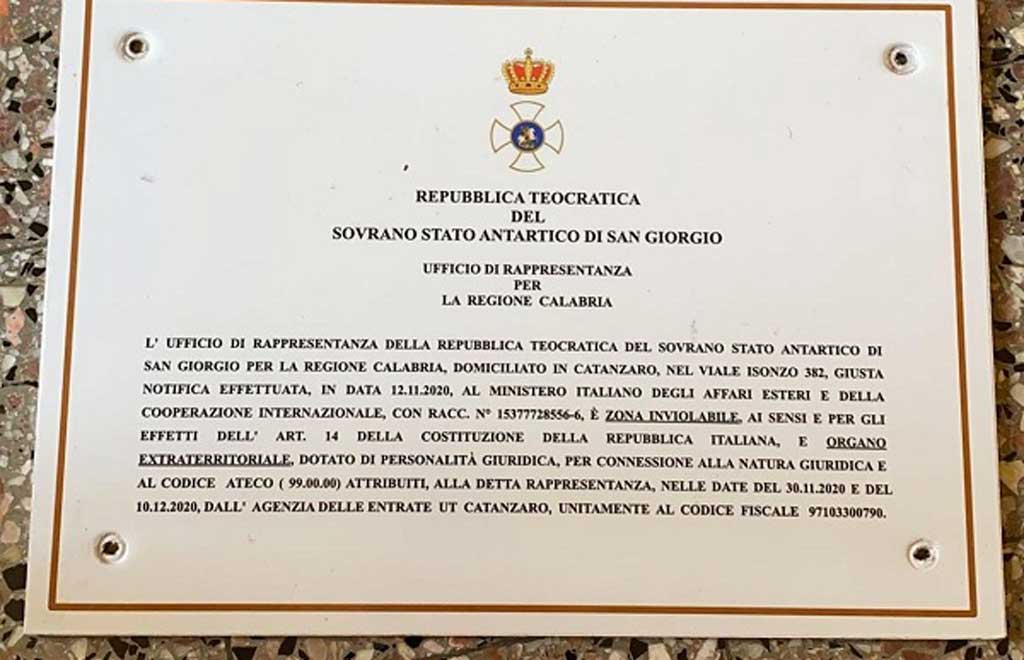 REPUBBLICA TEOCRATICA
DEL
SOVRANO STATO ANTARTICO DI SAN GIORGIO
UFFICIO DI RAPPRESENTANZA
PER
LA REGIONE CALABRIA
L' UFFICIO DI RAPPRESENTANZA DELLA REPUBBLICA TEOCRATICA DEL SOVRANO STATO ANTARTICO DI
SAN GIORGIO PER LA REGIONE CALABRIA, DOMICILIATO IN CATANZARO, NEL VIALE ISONZO 382, GIUSTA
NOTIFICA EFFETTUATA, IN DATA 12.11.2020, AL MINISTERO ITALIANO DEGLI AFFARI ESTERI E DELLA
COOPERAZIONE INTERNAZIONALE, CON RACC. N° 15377728556-6, È ZONA INVIOLABILE, AI SENSI E PER GLI
EFFETTI DELL' ART. 14 DELLA COSTITUZIONE DELLA REPUBBLICA ITALIANA, E ORGANO
EXTRATERRITORIALE, DOTATO DI PERSONALITÀ GIURIDICA, PER CONNESSIONE ALLA NATURA GIURIDICA E
AL CODICE ATECO ( 99.00.00) ATTRIBUTI, ALLA DETTA RAPPRESENTANZA, NELLE DATE DEL 30.11.2020 E DEL
10.12.2020, DALL' AGENZIA DELLE ENTRATE UT CATANZARO, UNITAMENTE AL CODICE FISCALE 97103300790.